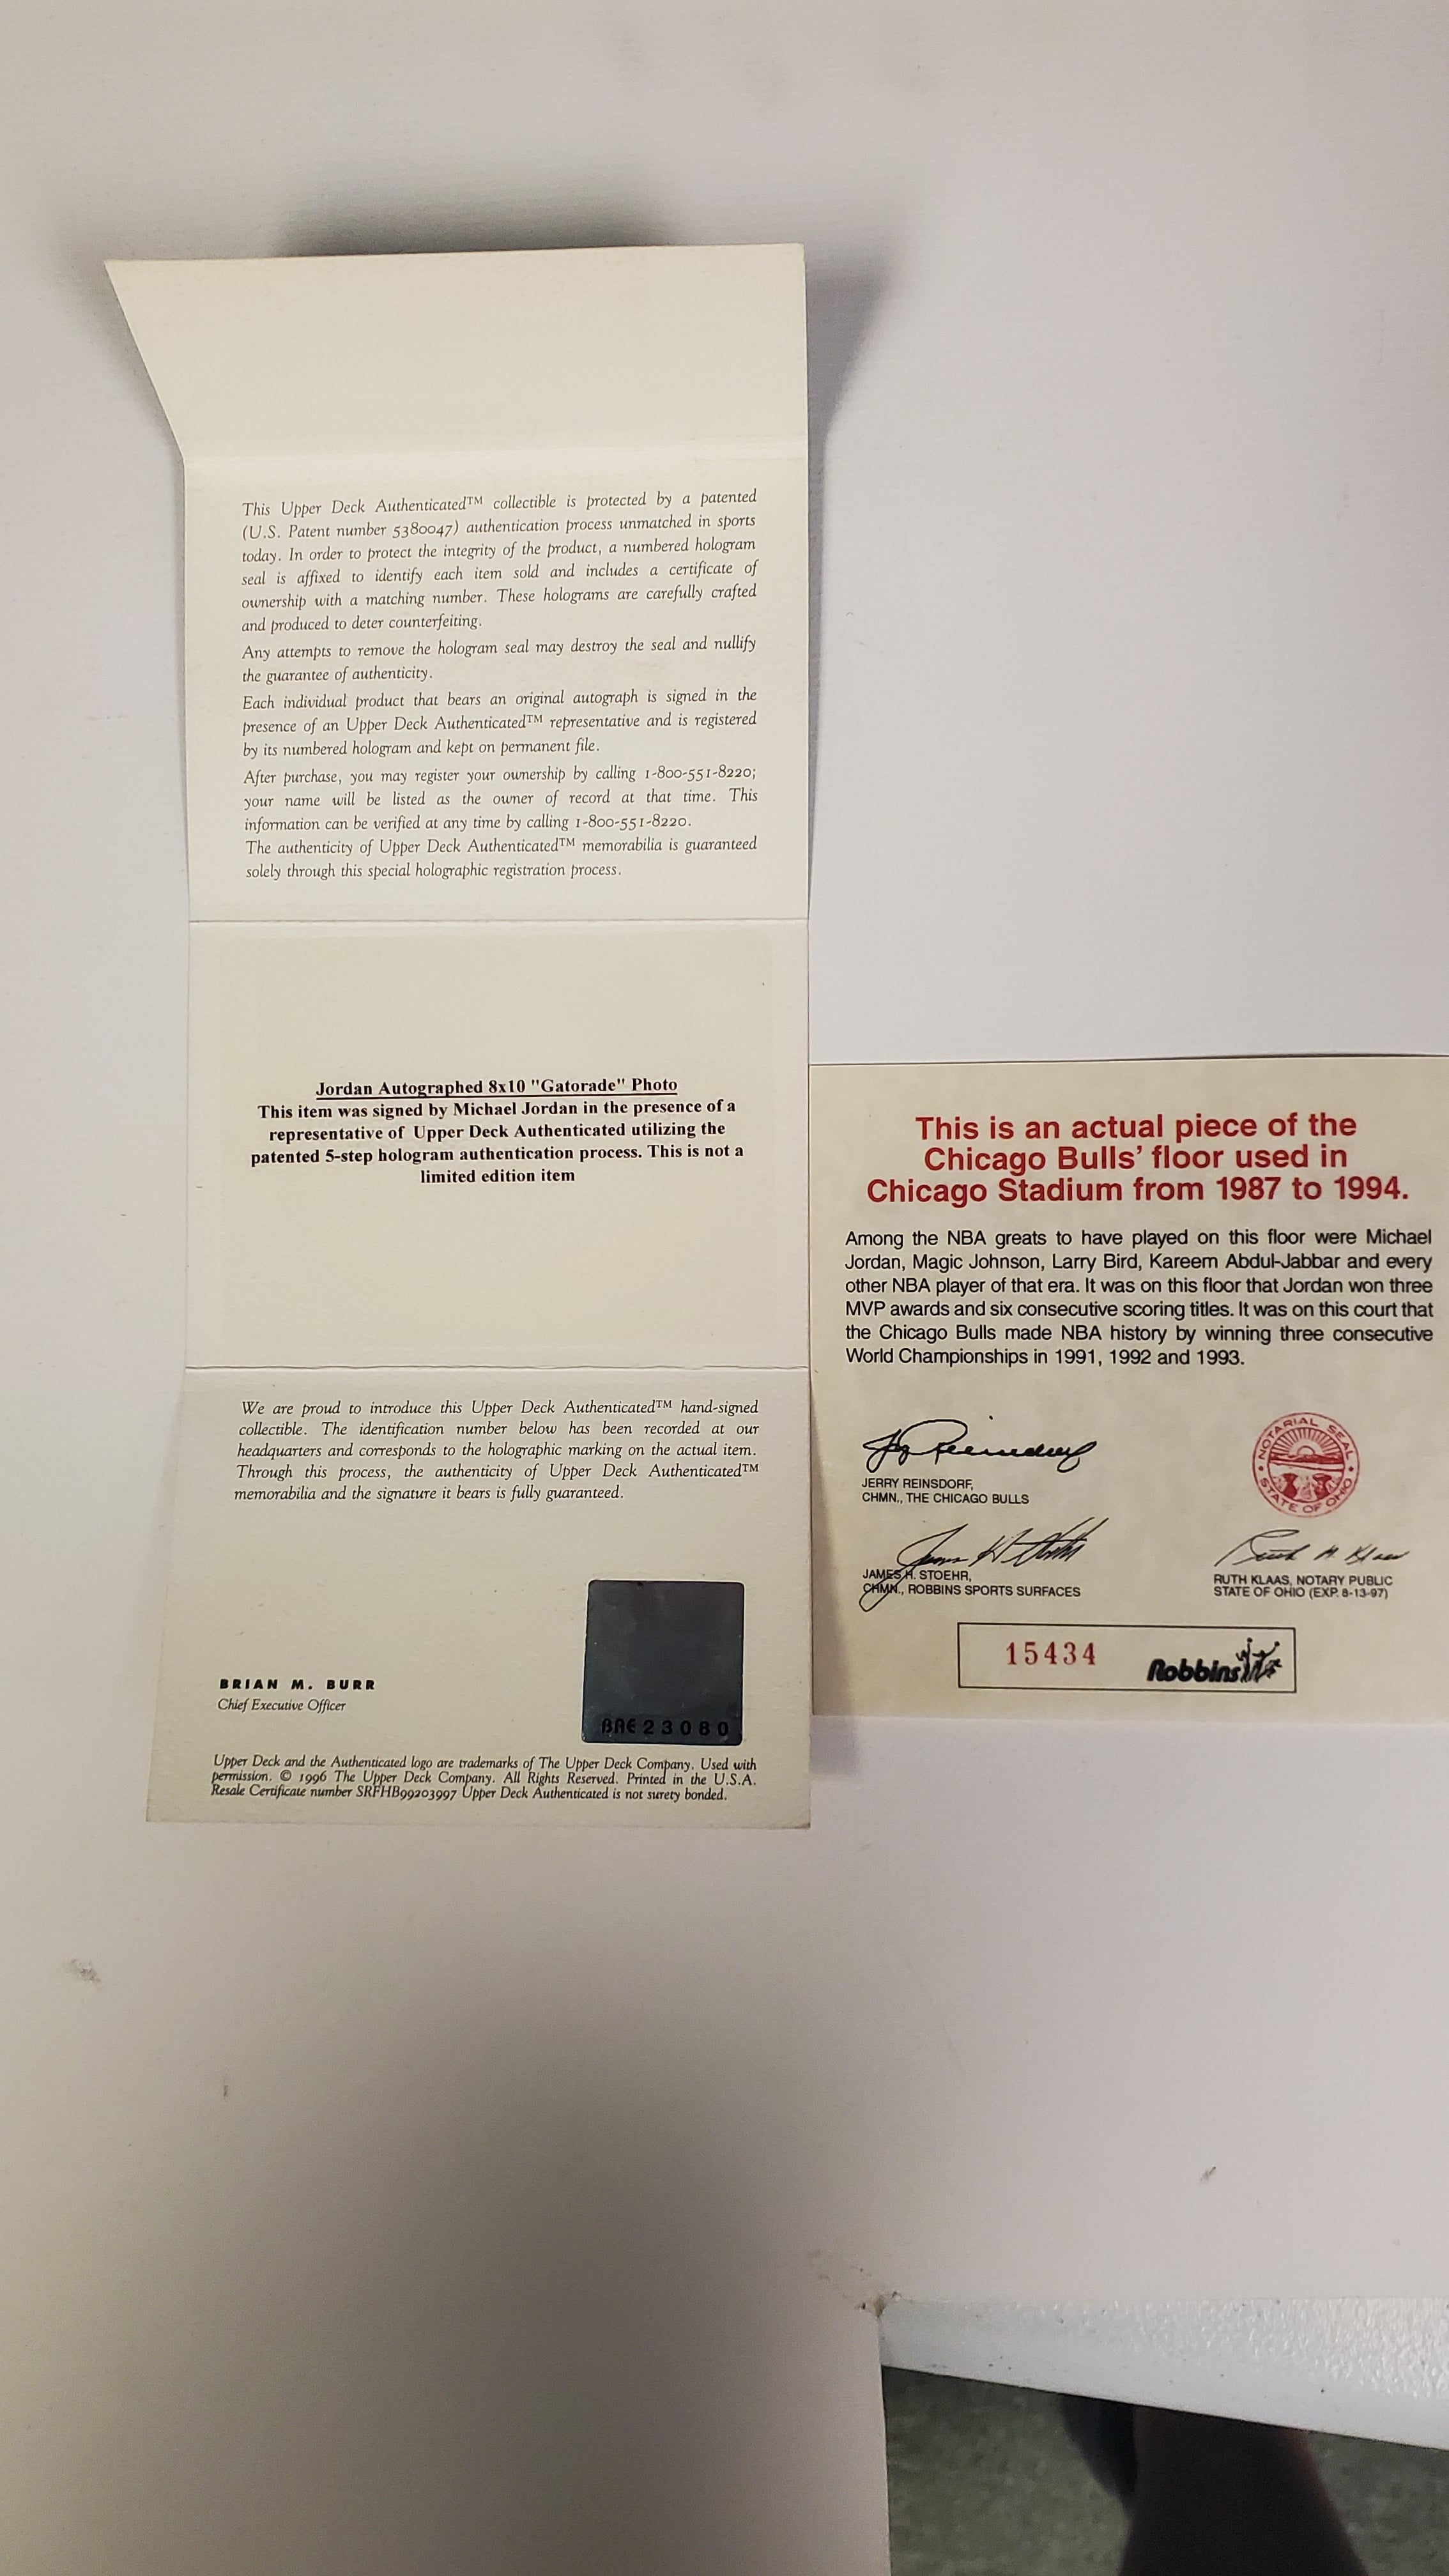 This Upper Deck Authenticated™ collectible is protected by a patented
(U.S. Patent number 5380047) authentication process unmatched in sports
today. In order to protect the integrity of the product, a numbered hologram
seal is affixed to identify each item sold and includes a certificate of
ownership with a matching number. These holograms are carefully crafted
and produced to deter counterfeiting.
Any attempts to remove the hologram seal may destroy the seal and nullify
the guarantee of authenticity.
Each individual product that bears an original autograph is signed in the
presence of an Upper Deck Authenticated™ representative and is registered
by its numbered hologram and kept on permanent file.
After purchase, you may register your ownership by calling 1-800-551-8220;
your name will be listed as the owner of record at that time. This
information can be verified at any time by calling 1-800-551-8220.
The authenticity of Upper Deck Authenticated™ memorabilia is guaranteed
solely through this special holographic registration process.
Jordan Autographed 8x10 "Gatorade" Photo
This item was signed by Michael Jordan in the presence of a
representative of Upper Deck Authenticated utilizing the
patented 5-step hologram authentication process. This is not a
limited edition item
We are proud to introduce this Upper Deck Authenticated™ hand-signed
collectible. The identification number below has been recorded at our
headquarters and corresponds to the holographic marking on the actual item.
Through this process, the authenticity of Upper Deck Authenticated™
memorabilia and the signature it bears is fully guaranteed.
BRIAN M. BURR
Chief Executive Officer
BAE23080
Upper Deck and the Authenticated logo are trademarks of The Upper Deck Company. Used with
permission. © 1996 The Upper Deck Company. All Rights Reserved. Printed in the U.S.A.
Resale Certificate number SRFHB99203997 Upper Deck Authenticated is not surety bonded.
This is an actual piece of the
Chicago Bulls' floor used in
Chicago Stadium from 1987 to 1994.
Among the NBA greats to have played on this floor were Michael
Jordan, Magic Johnson, Larry Bird, Kareem Abdul-Jabbar and every
other NBA player of that era. It was on this floor that Jordan won three
MVP awards and six consecutive scoring titles. It was on this court that
the Chicago Bulls made NBA history by winning three consecutive
World Championships in 1991, 1992 and 1993.
Jerry Reinsdorf
JERRY REINSDORF,
CHMN., THE CHICAGO BULLS
NOTARIAL SEAL
STATE OF OHIO
James H. Stoehr
JAMES H. STOEHR,
CHMN., ROBBINS SPORTS SURFACES
Ruth M. Klaas
RUTH KLAAS, NOTARY PUBLIC
STATE OF OHIO (EXP. 8-13-97)
15434
Robbins